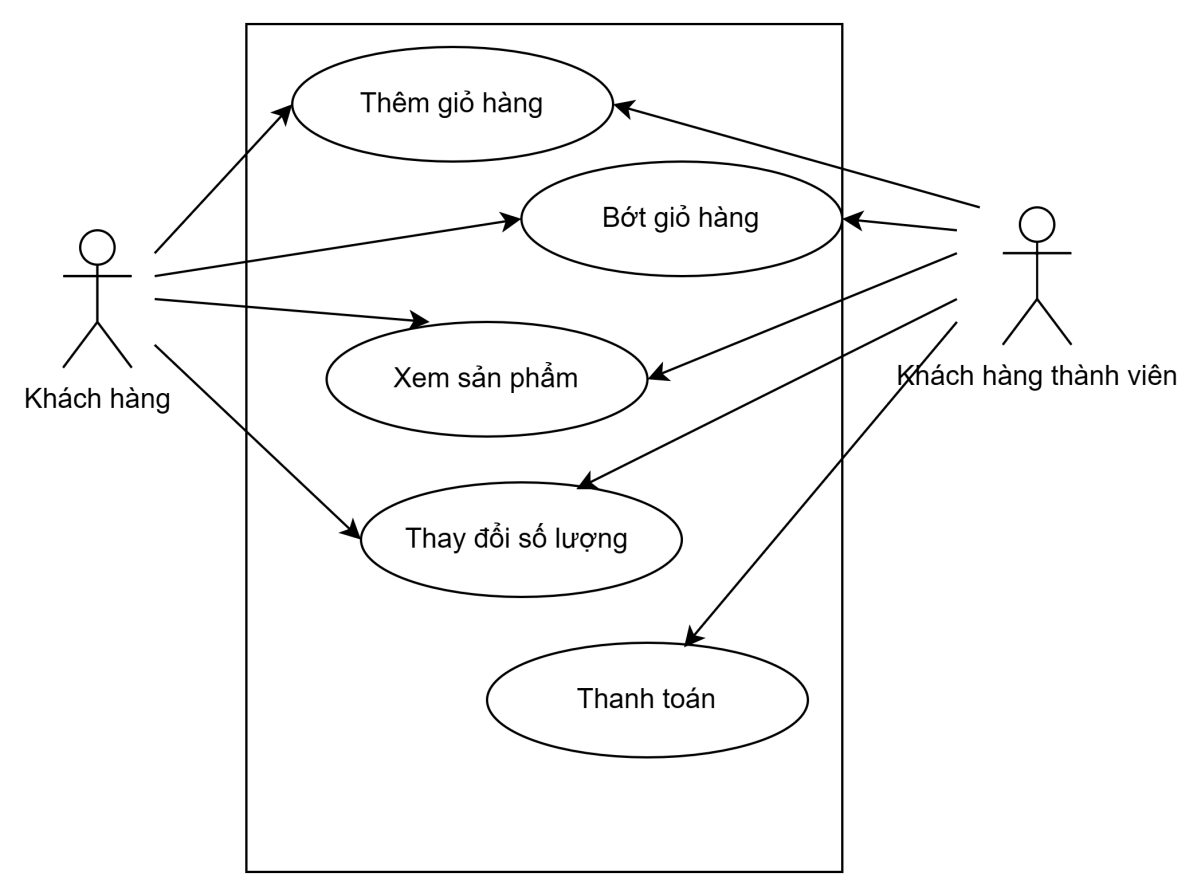 Thêm giỏ hàng
Bớt giỏ hàng
Xem sản phẩm
Khách hàng thành viên
Khách hàng
Thay đổi số lượng
Thanh toán